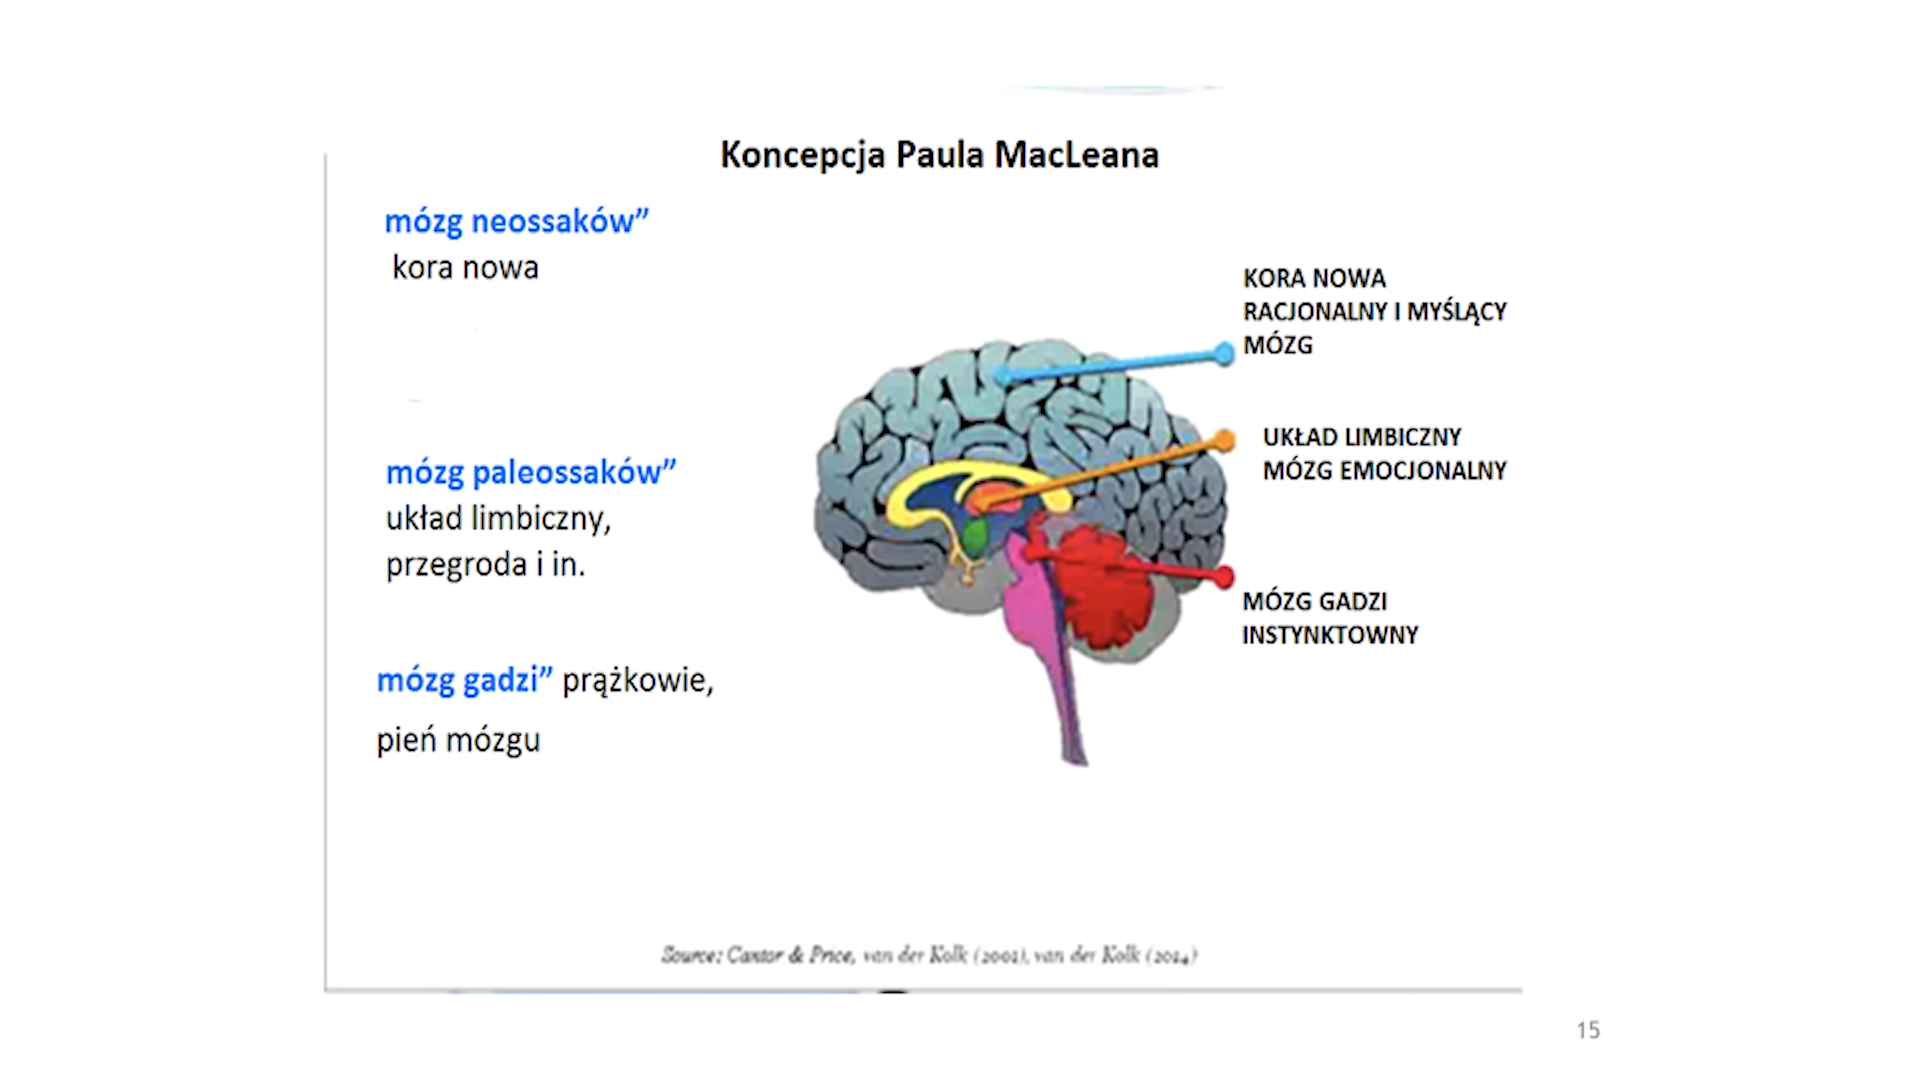 Koncepcja Paula MacLeana
mózg neossaków”
kora nowa
mózg paleossaków”
układ limbiczny,
przegroda i in.
mózg gadzi” prążkowie,
pień mózgu
KORA NOWA
RACJONALNY I MYŚLĄCY
MÓZG
UKŁAD LIMBICZNY
MÓZG EMOCJONALNY
MÓZG GADZI
INSTYNKTOWNY
Source: Cantor & Price, van der Kolk (2001), van der Kolk (2014)
15